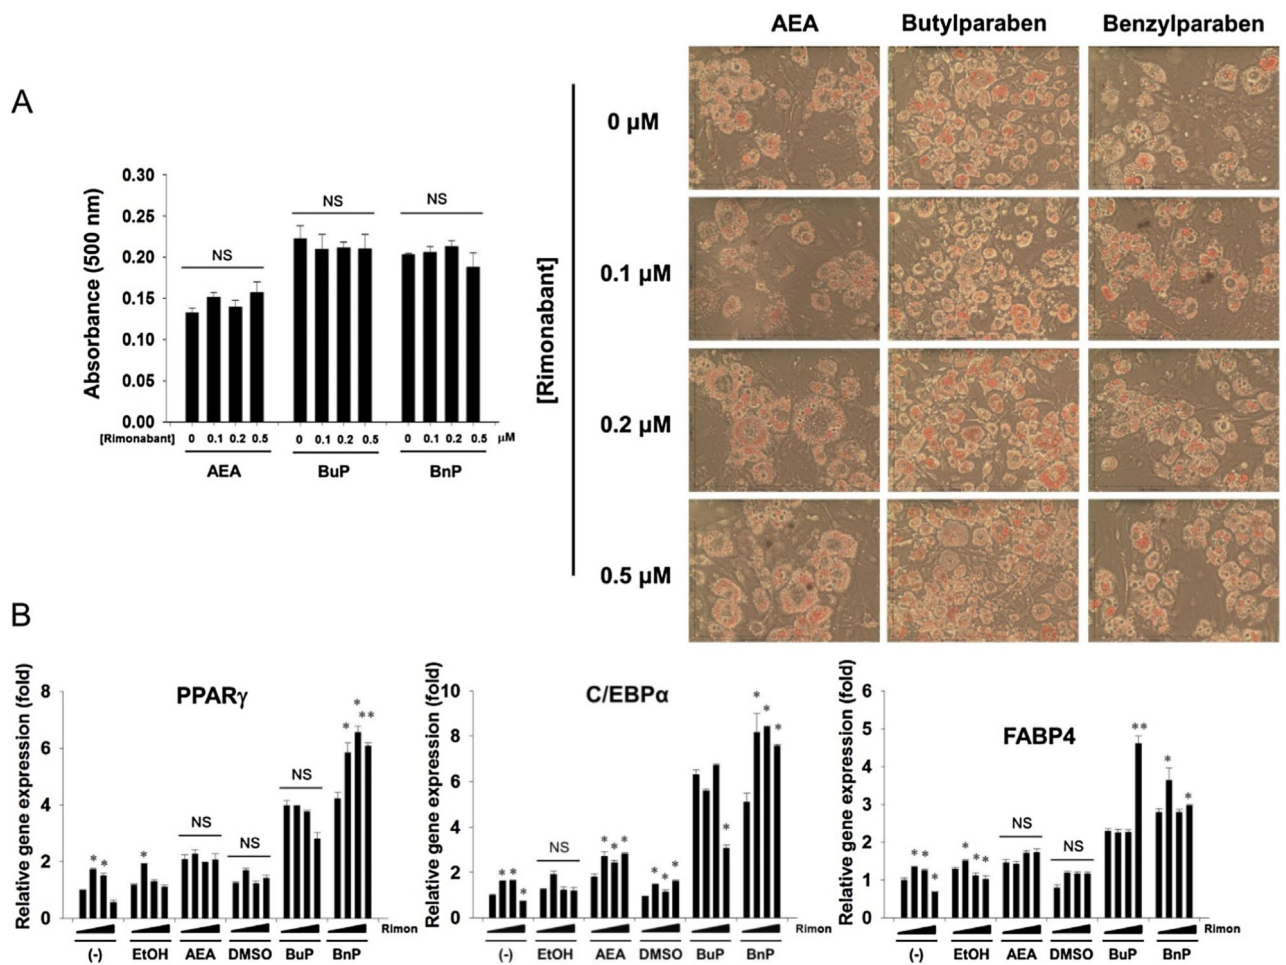 AEA Butylparaben Benzylparaben
A
0 µM
0.1 µM
0.2 µM
0.5 µM
[Rimonabant]
Absorbance (500 nm)
0.30
0.25
0.20
0.15
0.10
0.05
0.00
NS NS NS
[Rimonabant] 0 0.1 0.2 0.5 0 0.1 0.2 0.5 0 0.1 0.2 0.5 µM
AEA BuP BnP
B
Relative gene expression (fold)
PPARγ
8
6
4
2
0
* * * NS NS NS * * **
Rimon
(-) EtOH AEA DMSO BuP BnP
Relative gene expression (fold)
C/EBPα
10
8
6
4
2
0
* * * NS * * * * * * * * * *
Rimon
(-) EtOH AEA DMSO BuP BnP
Relative gene expression (fold)
FABP4
6
5
4
3
2
1
0
* * * * * * NS NS ** * *
Rimon
(-) EtOH AEA DMSO BuP BnP